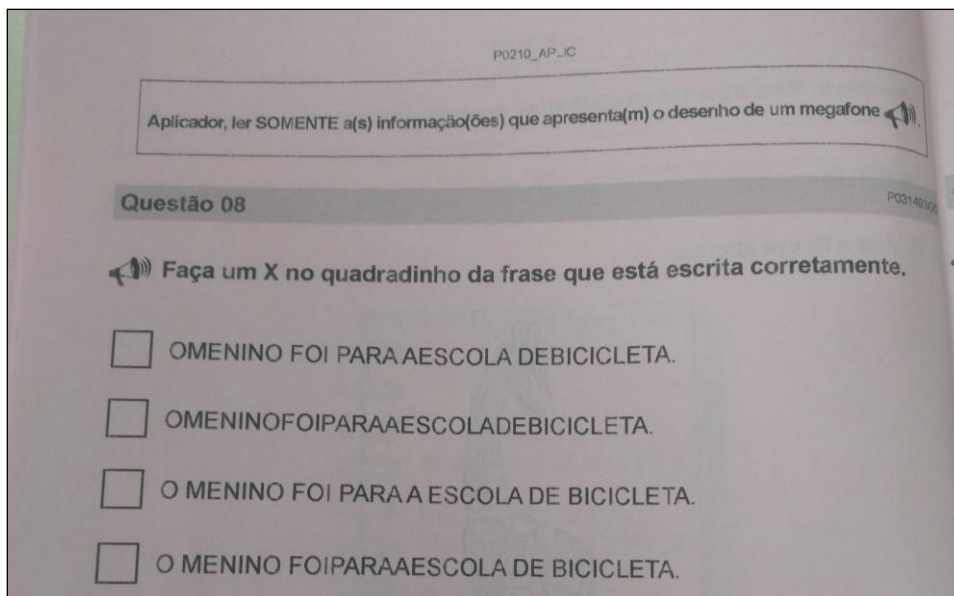 P0210_AP_IC
Aplicador, ler SOMENTE a(s) informação(ões) que apresenta(m) o desenho de um megafone
Questão 08
Faça um X no quadradinho da frase que está escrita corretamente.
OMENINO FOI PARA AESCOLA DEBICICLETA.
OMENINOFOIPARAAESCOLADEBICICLETA.
O MENINO FOI PARA A ESCOLA DE BICICLETA.
O MENINO FOIPARAAESCOLA DE BICICLETA.